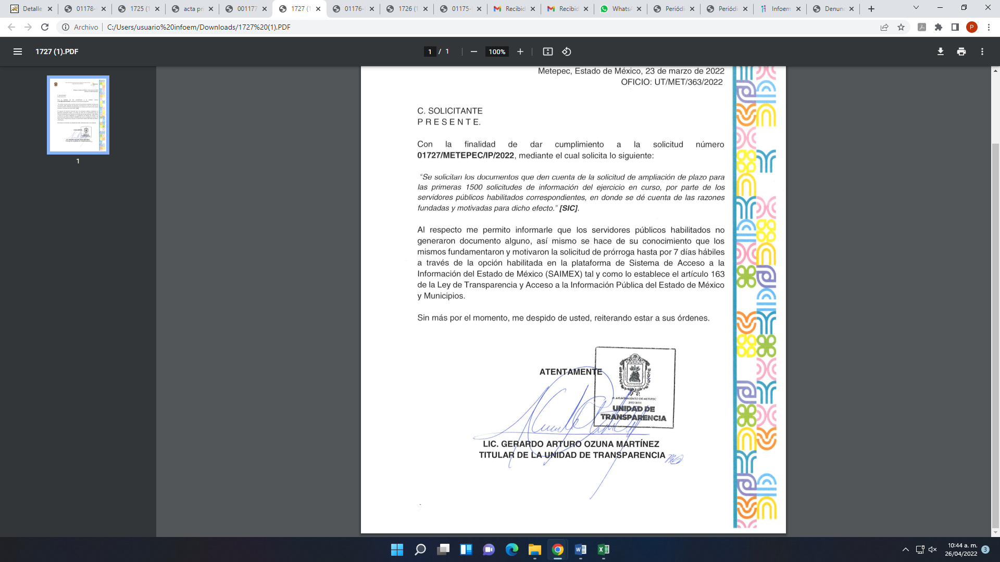 Detalle
01178-
1725 (1
acta pri
001177
1727 (1
01176-
1726 (1
01175-
Recibid
Recibid
WhatsA
Periódi
Periódi
Infoem
Denun
Archivo
C:/Users/usuario%20infoem/Downloads/1727%20(1).PDF
P
1727 (1).PDF
1 / 1
100%
1
Metepec, Estado de México, 23 de marzo de 2022
OFICIO: UT/MET/363/2022
C. SOLICITANTE
P R E S E N T E.
Con la finalidad de dar cumplimiento a la solicitud número
01727/METEPEC/IP/2022, mediante el cual solicita lo siguiente:
“Se solicitan los documentos que den cuenta de la solicitud de ampliación de plazo para
las primeras 1500 solicitudes de información del ejercicio en curso, por parte de los
servidores públicos habilitados correspondientes, en donde se dé cuenta de las razones
fundadas y motivadas para dicho efecto.” [SIC].
Al respecto me permito informarle que los servidores públicos habilitados no
generaron documento alguno, así mismo se hace de su conocimiento que los
mismos fundamentaron y motivaron la solicitud de prórroga hasta por 7 días hábiles
a través de la opción habilitada en la plataforma de Sistema de Acceso a la
Información del Estado de México (SAIMEX) tal y como lo establece el artículo 163
de la Ley de Transparencia y Acceso a la Información Pública del Estado de México
y Municipios.
Sin más por el momento, me despido de usted, reiterando estar a sus órdenes.
ATENTAMENTE
H. AYUNTAMIENTO DE METEPEC
2022-2024
UNIDAD DE
TRANSPARENCIA
LIC. GERARDO ARTURO OZUNA MARTÍNEZ
TITULAR DE LA UNIDAD DE TRANSPARENCIA
10:44 a. m.
26/04/2022
3